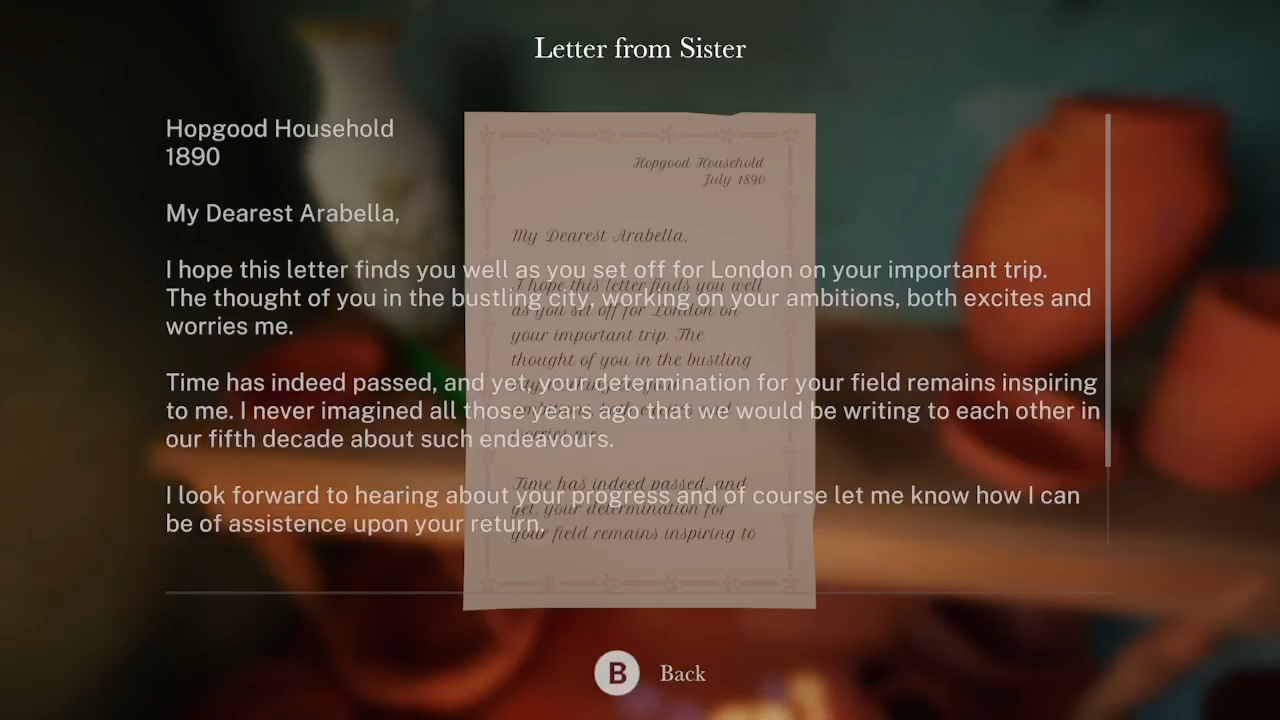 Letter from Sister
Hopgood Household
1890
My Dearest Arabella,
I hope this letter finds you well as you set off for London on your important trip.
The thought of you in the bustling city, working on your ambitions, both excites and
worries me.
Time has indeed passed, and yet, your determination for your field remains inspiring
to me. I never imagined all those years ago that we would be writing to each other in
our fifth decade about such endeavours.
I look forward to hearing about your progress and of course let me know how I can
be of assistence upon your return.
Hopgood Household
July 1890
My Dearest Arabella,
I hope this letter finds you well
as you set off for London on
your important trip. The
thought of you in the bustling
worries me.
Time has indeed passed, and
yet, your determination for
your field remains inspiring to
B Back